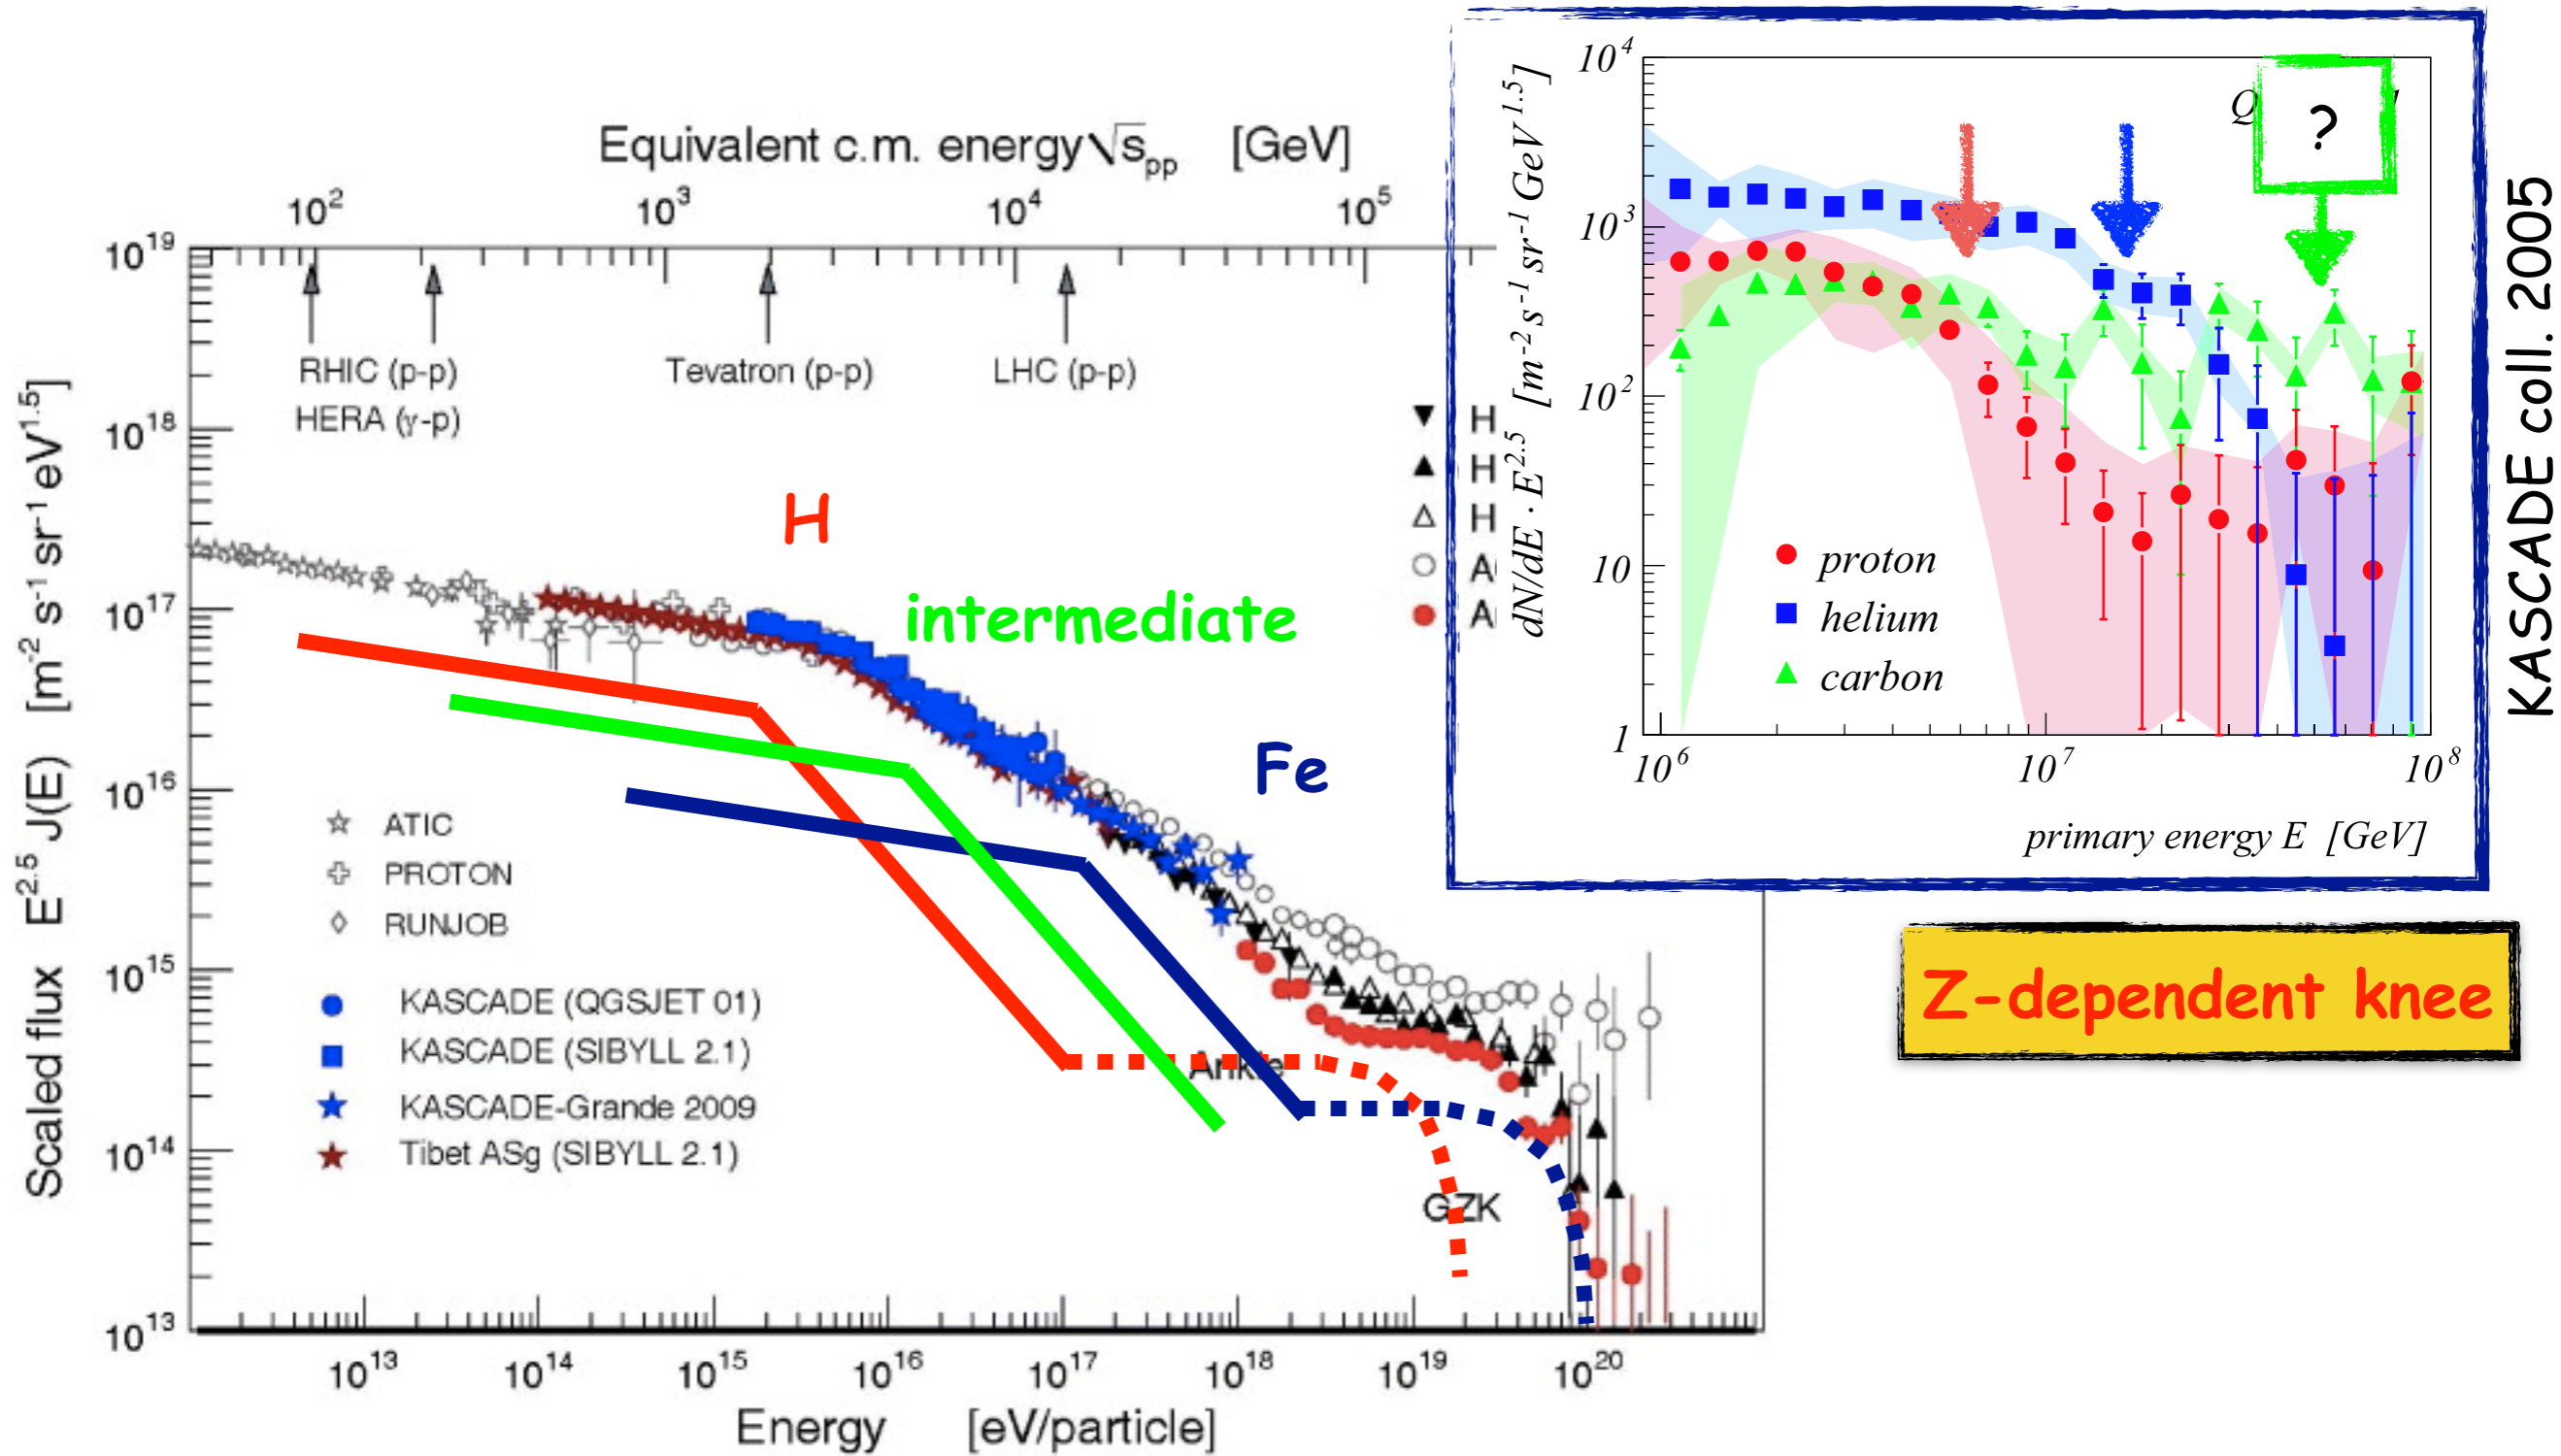 Equivalent c.m. energy √s_pp [GeV]
10^2 10^3 10^4 10^5
RHIC (p-p)
HERA (γ-p)
Tevatron (p-p)
LHC (p-p)
Scaled flux E^2.5 J(E) [m^-2 s^-1 sr^-1 eV^1.5]
10^19
10^18
10^17
10^16
10^15
10^14
10^13
H
intermediate
Fe
H
H
H
A
A
ATIC
PROTON
RUNJOB
KASCADE (QGSJET 01)
KASCADE (SIBYLL 2.1)
KASCADE-Grande 2009
Tibet ASg (SIBYLL 2.1)
Ankle
GZK
10^13 10^14 10^15 10^16 10^17 10^18 10^19 10^20
Energy [eV/particle]
dN/dE · E^2.5 [m^-2 s^-1 sr^-1 GeV^1.5]
10^4
10^3
10^2
10
1
Q
?
proton
helium
carbon
10^6 10^7 10^8
primary energy E [GeV]
KASCADE coll. 2005
Z-dependent knee